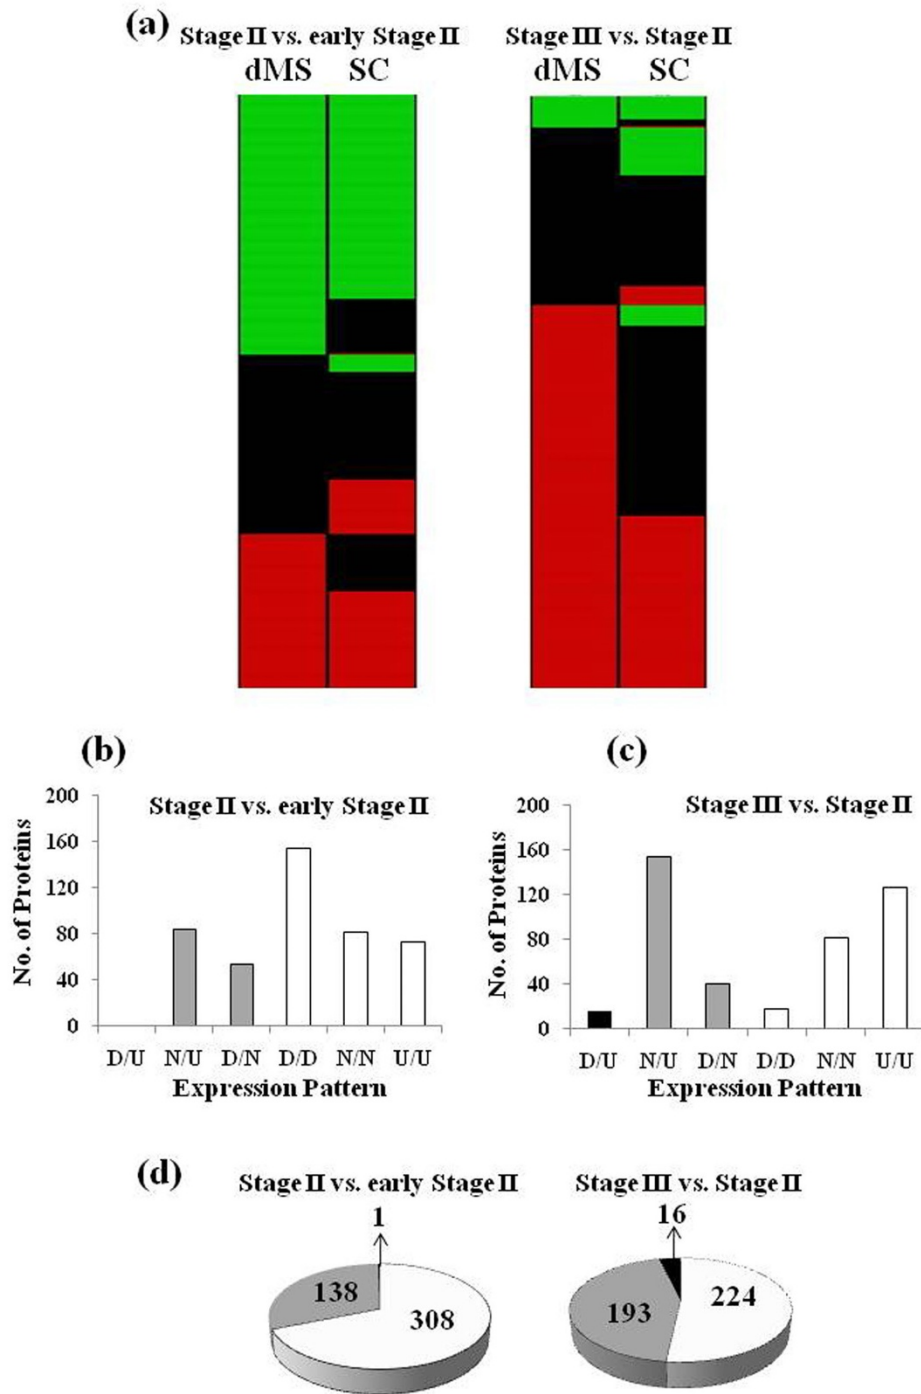 (a)
Stage II vs. early Stage II Stage III vs. Stage II
dMS SC dMS SC
(b) (c)
Stage II vs. early Stage II
No. of Proteins
200
160
120
80
40
0
D/U N/U D/N D/D N/N U/U
Expression Pattern
Stage III vs. Stage II
No. of Proteins
200
160
120
80
40
0
D/U N/U D/N D/D N/N U/U
Expression Pattern
(d)
Stage II vs. early Stage II Stage III vs. Stage II
1 16
138 308
193 224